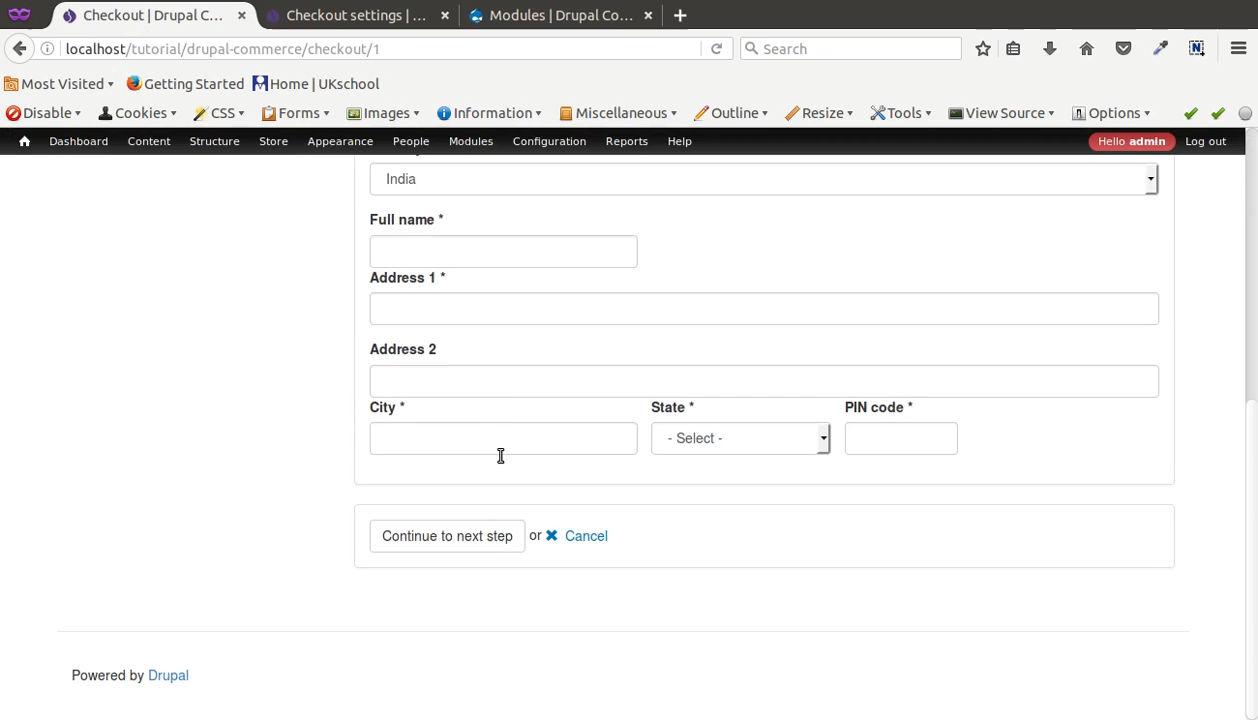 Checkout | Drupal C...
Checkout settings | ...
Modules | Drupal Co...
localhost/tutorial/drupal-commerce/checkout/1
Search
Most Visited
Getting Started
Home | UKschool
Disable
Cookies
CSS
Forms
Images
Information
Miscellaneous
Outline
Resize
Tools
View Source
Options
Dashboard
Content
Structure
Store
Appearance
People
Modules
Configuration
Reports
Help
Hello admin
Log out
India
Full name *
Address 1 *
Address 2
City *
State *
PIN code *
- Select -
Continue to next step or Cancel
Powered by Drupal